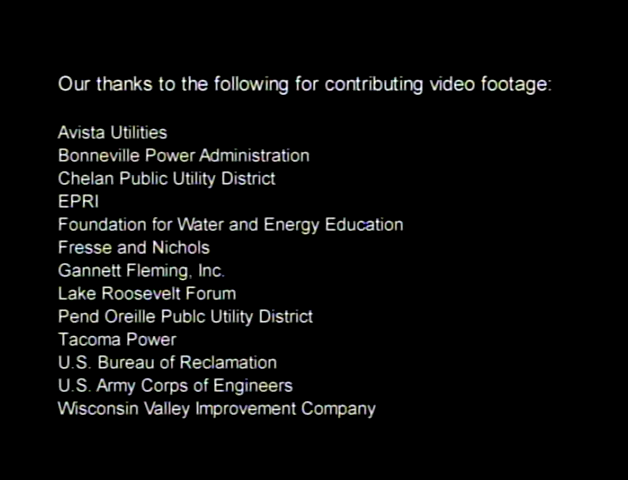 Our thanks to the following for contributing video footage:
Avista Utilities
Bonneville Power Administration
Chelan Public Utility District
EPRI
Foundation for Water and Energy Education
Fresse and Nichols
Gannett Fleming, Inc.
Lake Roosevelt Forum
Pend Oreille Publc Utility District
Tacoma Power
U.S. Bureau of Reclamation
U.S. Army Corps of Engineers
Wisconsin Valley Improvement Company